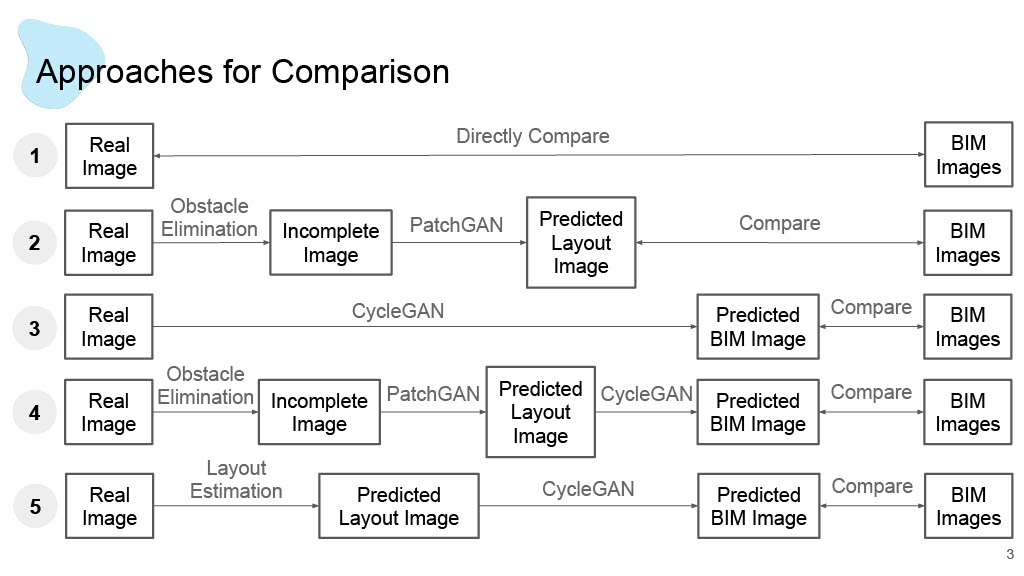 Approaches for Comparison
1
Real
Image
Directly Compare
BIM
Images
2
Real
Image
Obstacle
Elimination
Incomplete
Image
PatchGAN
Predicted
Layout
Image
Compare
BIM
Images
3
Real
Image
CycleGAN
Predicted
BIM Image
Compare
BIM
Images
4
Real
Image
Obstacle
Elimination
Incomplete
Image
PatchGAN
Predicted
Layout
Image
CycleGAN
Predicted
BIM Image
Compare
BIM
Images
5
Real
Image
Layout
Estimation
Predicted
Layout Image
CycleGAN
Predicted
BIM Image
Compare
BIM
Images
3